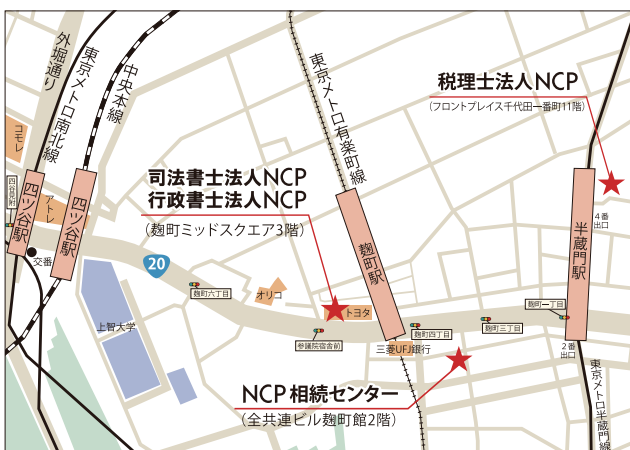 外堀通り
東京メトロ南北線
中央本線
コモレ
四谷見附
アトレ
四ツ谷駅
四ツ谷駅
交番
上智大学
20
麹町六丁目
オリコ
司法書士法人NCP
行政書士法人NCP
(麹町ミッドスクエア3階)
参議院宿舎前
トヨタ
東京メトロ有楽町線
麹町駅
麹町四丁目
三菱UFJ銀行
NCP相続センター
(全共連ビル麹町館2階)
麹町三丁目
税理士法人NCP
(フロントプレイス千代田一番町11階)
4番
出口
半蔵門駅
麹町一丁目
2番
出口
東京メトロ半蔵門線